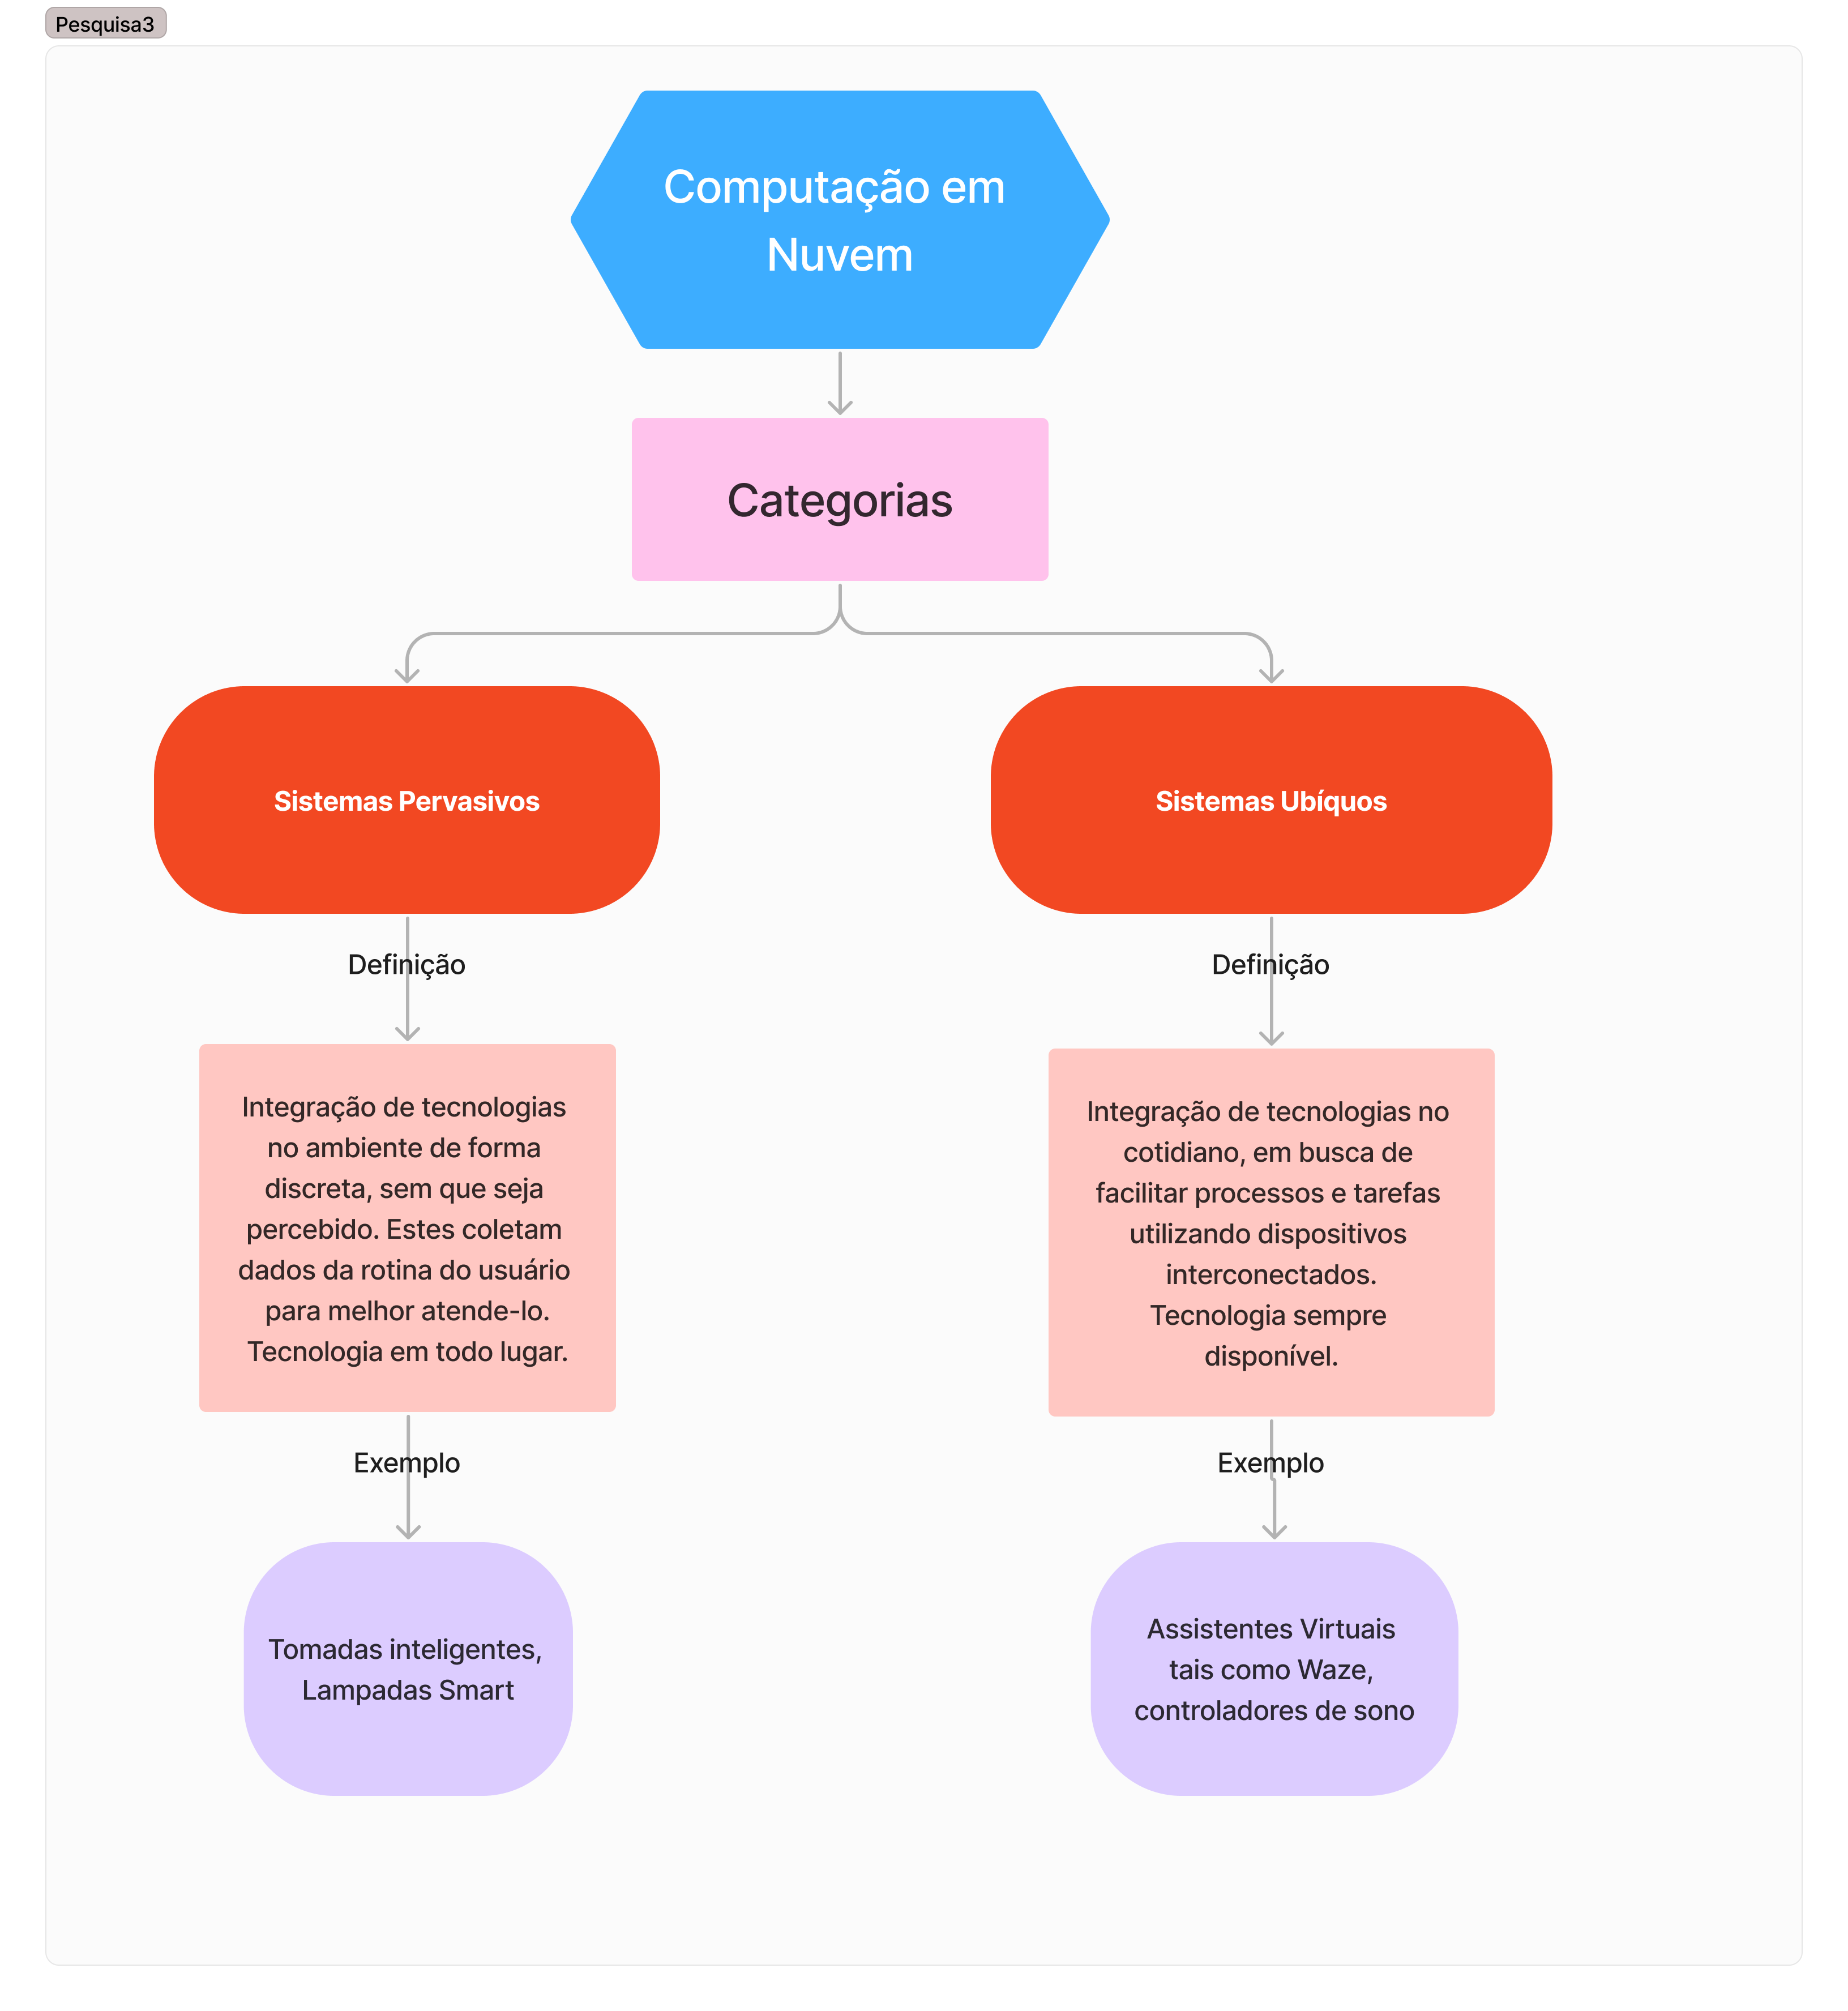 Pesquisa3
Computação em
Nuvem
Categorias
Sistemas Pervasivos
Definição
Integração de tecnologias
no ambiente de forma
discreta, sem que seja
percebido. Estes coletam
dados da rotina do usuário
para melhor atende-lo.
Tecnologia em todo lugar.
Exemplo
Tomadas inteligentes,
Lampadas Smart
Sistemas Ubíquos
Definição
Integração de tecnologias no
cotidiano, em busca de
facilitar processos e tarefas
utilizando dispositivos
interconectados.
Tecnologia sempre
disponível.
Exemplo
Assistentes Virtuais
tais como Waze,
controladores de sono